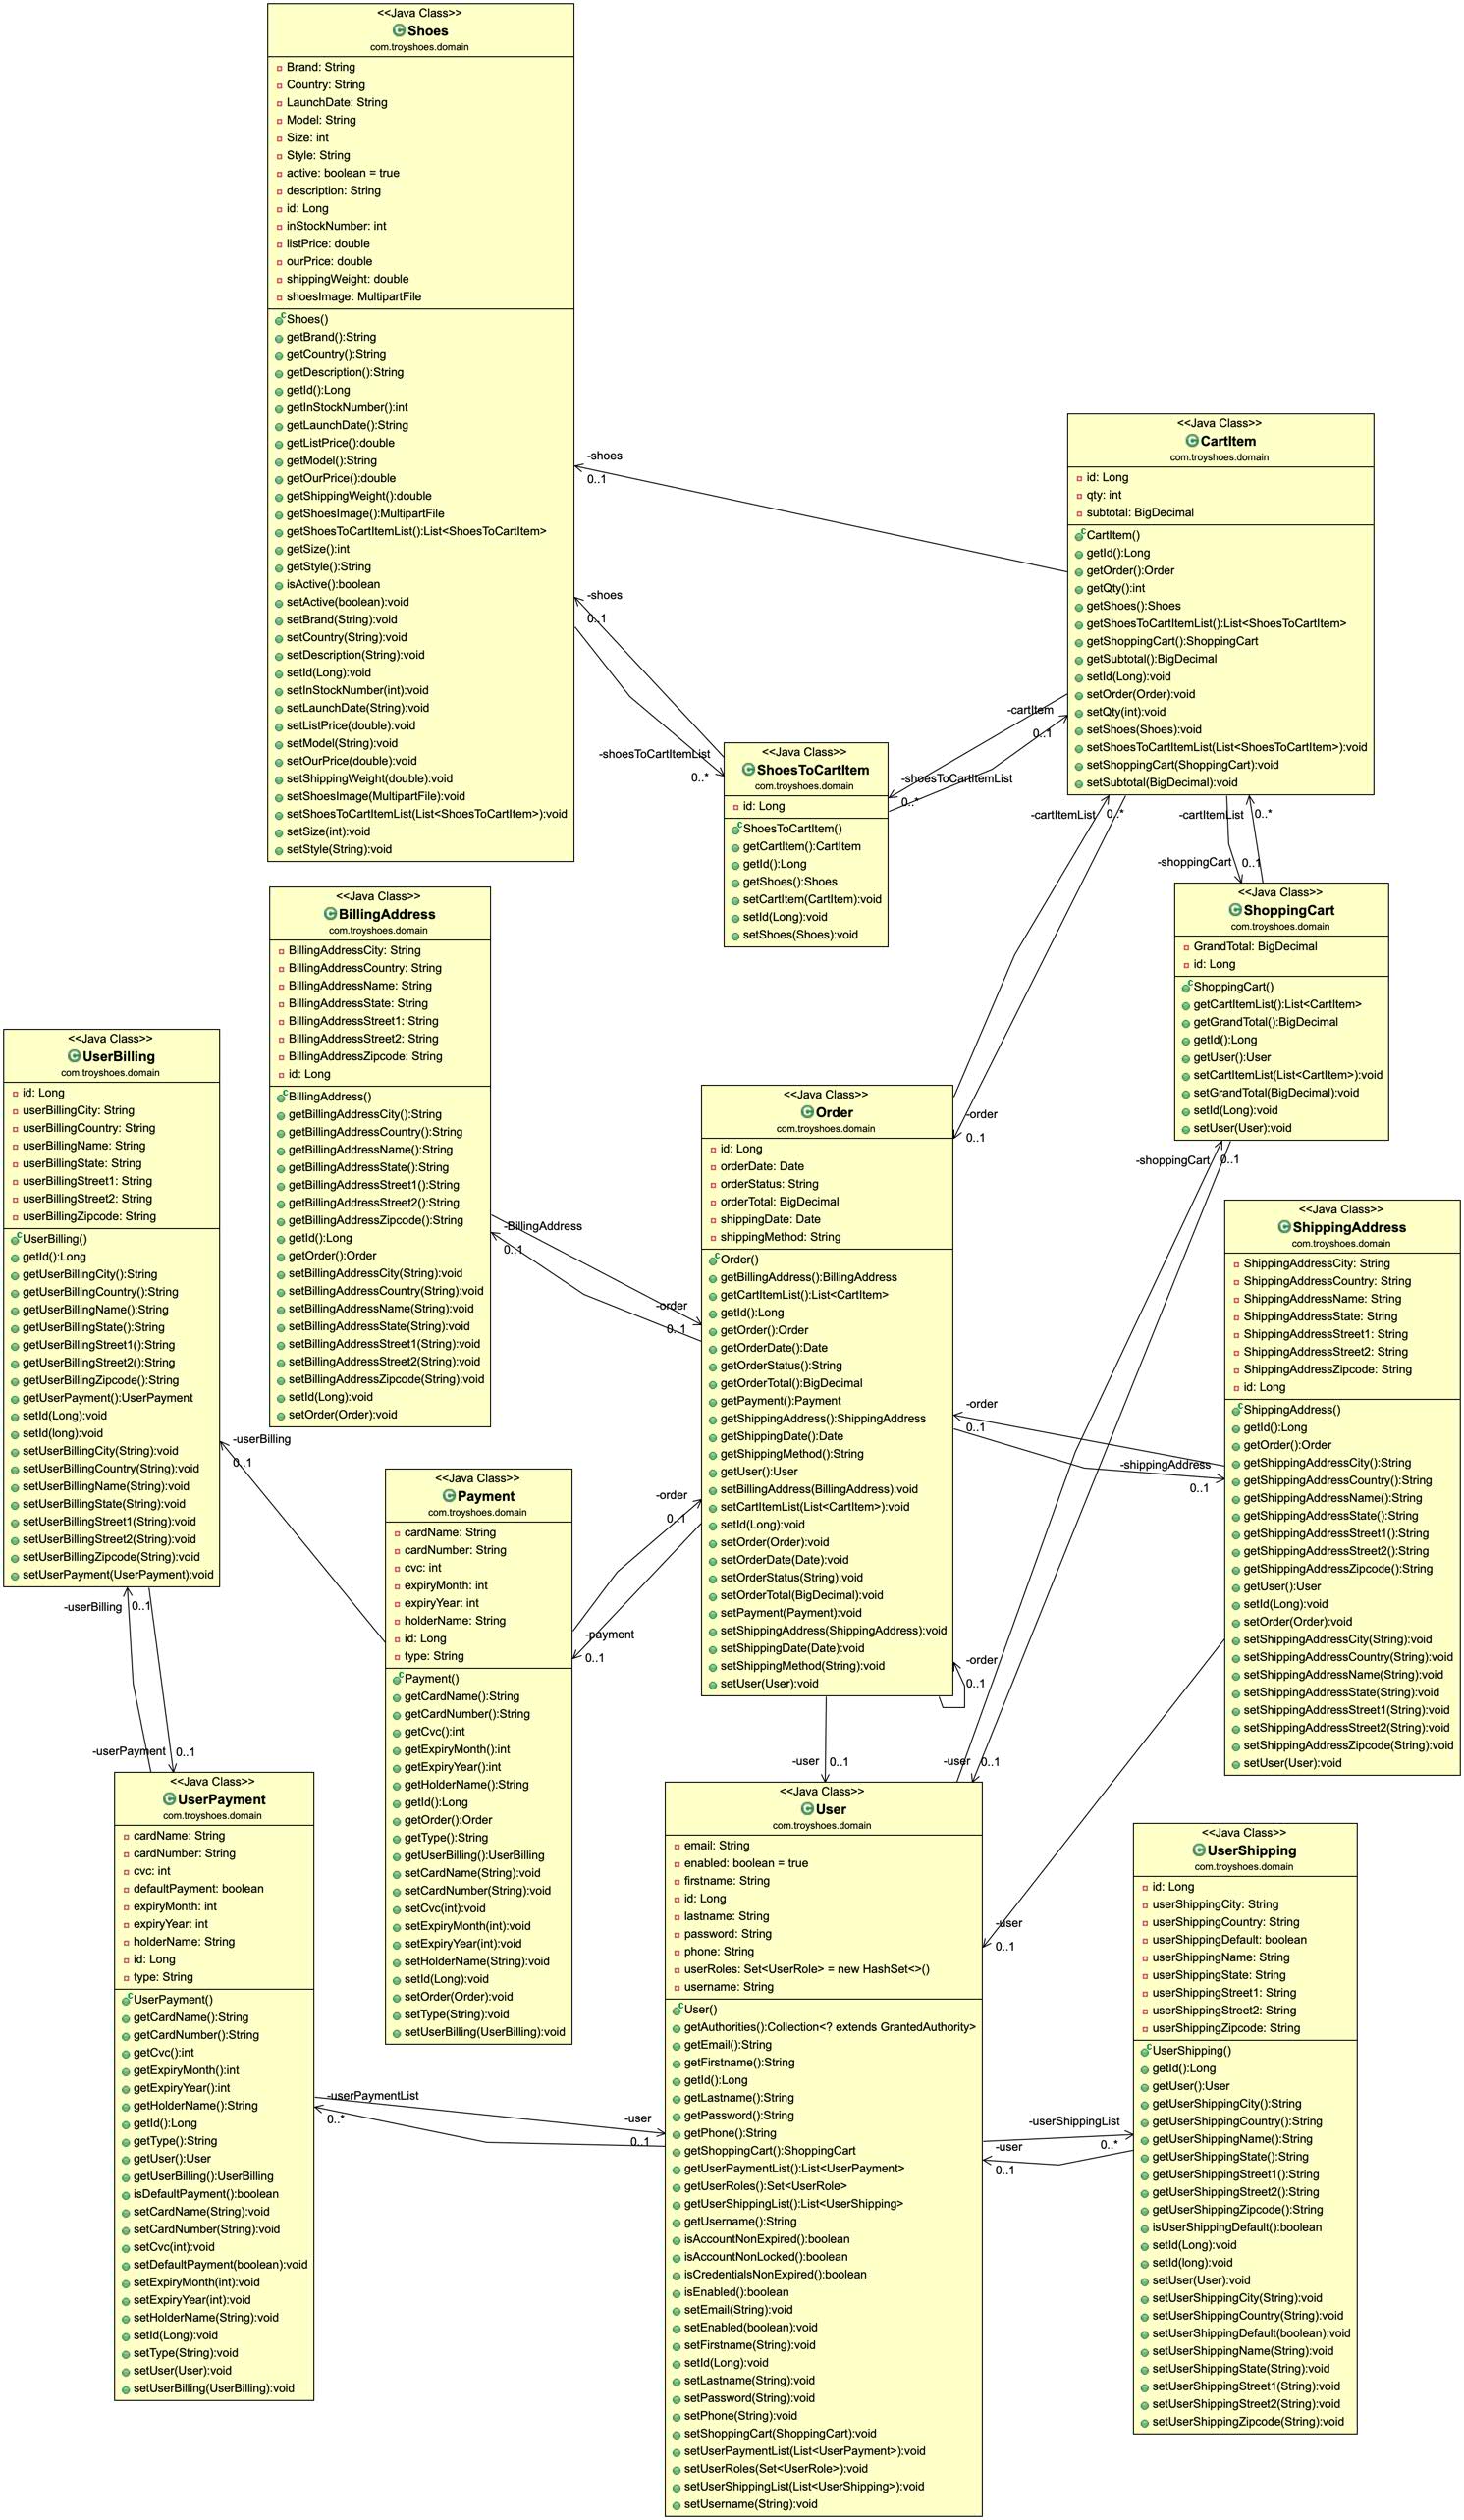 <<Java Class>>
Shoes
com.troyshoes.domain
Brand: String
Country: String
LaunchDate: String
Model: String
Size: int
Style: String
active: boolean = true
description: String
id: Long
inStockNumber: int
listPrice: double
ourPrice: double
shippingWeight: double
shoesImage: MultipartFile
Shoes()
getBrand():String
getCountry():String
getDescription():String
getId():Long
getInStockNumber():int
getLaunchDate():String
getListPrice():double
getModel():String
getOurPrice():double
getShippingWeight():double
getShoesImage():MultipartFile
getShoesToCartItemList():List<ShoesToCartItem>
getSize():int
getStyle():String
isActive():boolean
setActive(boolean):void
setBrand(String):void
setCountry(String):void
setDescription(String):void
setId(Long):void
setInStockNumber(int):void
setLaunchDate(String):void
setListPrice(double):void
setModel(String):void
setOurPrice(double):void
setShippingWeight(double):void
setShoesImage(MultipartFile):void
setShoesToCartItemList(List<ShoesToCartItem>):void
setSize(int):void
setStyle(String):void
-shoes
0..1
-shoes
0..1
-shoesToCartItemList
0..*
<<Java Class>>
CartItem
com.troyshoes.domain
id: Long
qty: int
subtotal: BigDecimal
CartItem()
getId():Long
getOrder():Order
getQty():int
getShoes():Shoes
getShoesToCartItemList():List<ShoesToCartItem>
getShoppingCart():ShoppingCart
getSubtotal():BigDecimal
setId(Long):void
setOrder(Order):void
setQty(int):void
setShoes(Shoes):void
setShoesToCartItemList(List<ShoesToCartItem>):void
setShoppingCart(ShoppingCart):void
setSubtotal(BigDecimal):void
-cartItem
0..1
-shoesToCartItemList
0..*
<<Java Class>>
ShoesToCartItem
com.troyshoes.domain
id: Long
ShoesToCartItem()
getCartItem():CartItem
getId():Long
getShoes():Shoes
setCartItem(CartItem):void
setId(Long):void
setShoes(Shoes):void
-cartItemList
0..*
-cartItemList
0..*
-shoppingCart
0..1
<<Java Class>>
ShoppingCart
com.troyshoes.domain
GrandTotal: BigDecimal
id: Long
ShoppingCart()
getCartItemList():List<CartItem>
getGrandTotal():BigDecimal
getId():Long
getUser():User
setCartItemList(List<CartItem>):void
setGrandTotal(BigDecimal):void
setId(Long):void
setUser(User):void
-shoppingCart
0..1
<<Java Class>>
BillingAddress
com.troyshoes.domain
BillingAddressCity: String
BillingAddressCountry: String
BillingAddressName: String
BillingAddressState: String
BillingAddressStreet1: String
BillingAddressStreet2: String
BillingAddressZipcode: String
id: Long
BillingAddress()
getBillingAddressCity():String
getBillingAddressCountry():String
getBillingAddressName():String
getBillingAddressState():String
getBillingAddressStreet1():String
getBillingAddressStreet2():String
getBillingAddressZipcode():String
getId():Long
getOrder():Order
setBillingAddressCity(String):void
setBillingAddressCountry(String):void
setBillingAddressName(String):void
setBillingAddressState(String):void
setBillingAddressStreet1(String):void
setBillingAddressStreet2(String):void
setBillingAddressZipcode(String):void
setId(Long):void
setOrder(Order):void
-BillingAddress
0..1
-order
0..1
<<Java Class>>
UserBilling
com.troyshoes.domain
id: Long
userBillingCity: String
userBillingCountry: String
userBillingName: String
userBillingState: String
userBillingStreet1: String
userBillingStreet2: String
userBillingZipcode: String
UserBilling()
getId():Long
getUserBillingCity():String
getUserBillingCountry():String
getUserBillingName():String
getUserBillingState():String
getUserBillingStreet1():String
getUserBillingStreet2():String
getUserBillingZipcode():String
getUserPayment():UserPayment
setId(Long):void
setId(long):void
setUserBillingCity(String):void
setUserBillingCountry(String):void
setUserBillingName(String):void
setUserBillingState(String):void
setUserBillingStreet1(String):void
setUserBillingStreet2(String):void
setUserBillingZipcode(String):void
setUserPayment(UserPayment):void
-userBilling
0..1
-userBilling
0..1
-userPayment
0..1
<<Java Class>>
Order
com.troyshoes.domain
id: Long
orderDate: Date
orderStatus: String
orderTotal: BigDecimal
shippingDate: Date
shippingMethod: String
Order()
getBillingAddress():BillingAddress
getCartItemList():List<CartItem>
getId():Long
getOrder():Order
getOrderDate():Date
getOrderStatus():String
getOrderTotal():BigDecimal
getPayment():Payment
getShippingAddress():ShippingAddress
getShippingDate():Date
getShippingMethod():String
getUser():User
setBillingAddress(BillingAddress):void
setCartItemList(List<CartItem>):void
setId(Long):void
setOrder(Order):void
setOrderDate(Date):void
setOrderStatus(String):void
setOrderTotal(BigDecimal):void
setPayment(Payment):void
setShippingAddress(ShippingAddress):void
setShippingDate(Date):void
setShippingMethod(String):void
setUser(User):void
-order
0..1
-order
0..1
-shippingAddress
0..1
-order
0..1
-order
0..1
-payment
0..1
-user
0..1
-user
0..1
<<Java Class>>
ShippingAddress
com.troyshoes.domain
ShippingAddressCity: String
ShippingAddressCountry: String
ShippingAddressName: String
ShippingAddressState: String
ShippingAddressStreet1: String
ShippingAddressStreet2: String
ShippingAddressZipcode: String
id: Long
ShippingAddress()
getId():Long
getOrder():Order
getShippingAddressCity():String
getShippingAddressCountry():String
getShippingAddressName():String
getShippingAddressState():String
getShippingAddressStreet1():String
getShippingAddressStreet2():String
getShippingAddressZipcode():String
getUser():User
setId(Long):void
setOrder(Order):void
setShippingAddressCity(String):void
setShippingAddressCountry(String):void
setShippingAddressName(String):void
setShippingAddressState(String):void
setShippingAddressStreet1(String):void
setShippingAddressStreet2(String):void
setShippingAddressZipcode(String):void
setUser(User):void
<<Java Class>>
Payment
com.troyshoes.domain
cardName: String
cardNumber: String
cvc: int
expiryMonth: int
expiryYear: int
holderName: String
id: Long
type: String
Payment()
getCardName():String
getCardNumber():String
getCvc():int
getExpiryMonth():int
getExpiryYear():int
getHolderName():String
getId():Long
getOrder():Order
getType():String
getUserBilling():UserBilling
setCardName(String):void
setCardNumber(String):void
setCvc(int):void
setExpiryMonth(int):void
setExpiryYear(int):void
setHolderName(String):void
setId(Long):void
setOrder(Order):void
setType(String):void
setUserBilling(UserBilling):void
<<Java Class>>
UserPayment
com.troyshoes.domain
cardName: String
cardNumber: String
cvc: int
defaultPayment: boolean
expiryMonth: int
expiryYear: int
holderName: String
id: Long
type: String
UserPayment()
getCardName():String
getCardNumber():String
getCvc():int
getExpiryMonth():int
getExpiryYear():int
getHolderName():String
getId():Long
getType():String
getUser():User
getUserBilling():UserBilling
isDefaultPayment():boolean
setCardName(String):void
setCardNumber(String):void
setCvc(int):void
setDefaultPayment(boolean):void
setExpiryMonth(int):void
setExpiryYear(int):void
setHolderName(String):void
setId(Long):void
setType(String):void
setUser(User):void
setUserBilling(UserBilling):void
-userPaymentList
0..*
-user
0..1
<<Java Class>>
User
com.troyshoes.domain
email: String
enabled: boolean = true
firstname: String
id: Long
lastname: String
password: String
phone: String
userRoles: Set<UserRole> = new HashSet<>()
username: String
User()
getAuthorities():Collection<? extends GrantedAuthority>
getEmail():String
getFirstname():String
getId():Long
getLastname():String
getPassword():String
getPhone():String
getShoppingCart():ShoppingCart
getUserPaymentList():List<UserPayment>
getUserRoles():Set<UserRole>
getUserShippingList():List<UserShipping>
getUsername():String
isAccountNonExpired():boolean
isAccountNonLocked():boolean
isCredentialsNonExpired():boolean
isEnabled():boolean
setEmail(String):void
setEnabled(boolean):void
setFirstname(String):void
setId(Long):void
setLastname(String):void
setPassword(String):void
setPhone(String):void
setShoppingCart(ShoppingCart):void
setUserPaymentList(List<UserPayment>):void
setUserRoles(Set<UserRole>):void
setUserShippingList(List<UserShipping>):void
setUsername(String):void
-user
0..1
-userShippingList
0..*
-user
0..1
<<Java Class>>
UserShipping
com.troyshoes.domain
id: Long
userShippingCity: String
userShippingCountry: String
userShippingDefault: boolean
userShippingName: String
userShippingState: String
userShippingStreet1: String
userShippingStreet2: String
userShippingZipcode: String
UserShipping()
getId():Long
getUser():User
getUserShippingCity():String
getUserShippingCountry():String
getUserShippingName():String
getUserShippingState():String
getUserShippingStreet1():String
getUserShippingStreet2():String
getUserShippingZipcode():String
isUserShippingDefault():boolean
setId(Long):void
setId(long):void
setUser(User):void
setUserShippingCity(String):void
setUserShippingCountry(String):void
setUserShippingDefault(boolean):void
setUserShippingName(String):void
setUserShippingState(String):void
setUserShippingStreet1(String):void
setUserShippingStreet2(String):void
setUserShippingZipcode(String):void